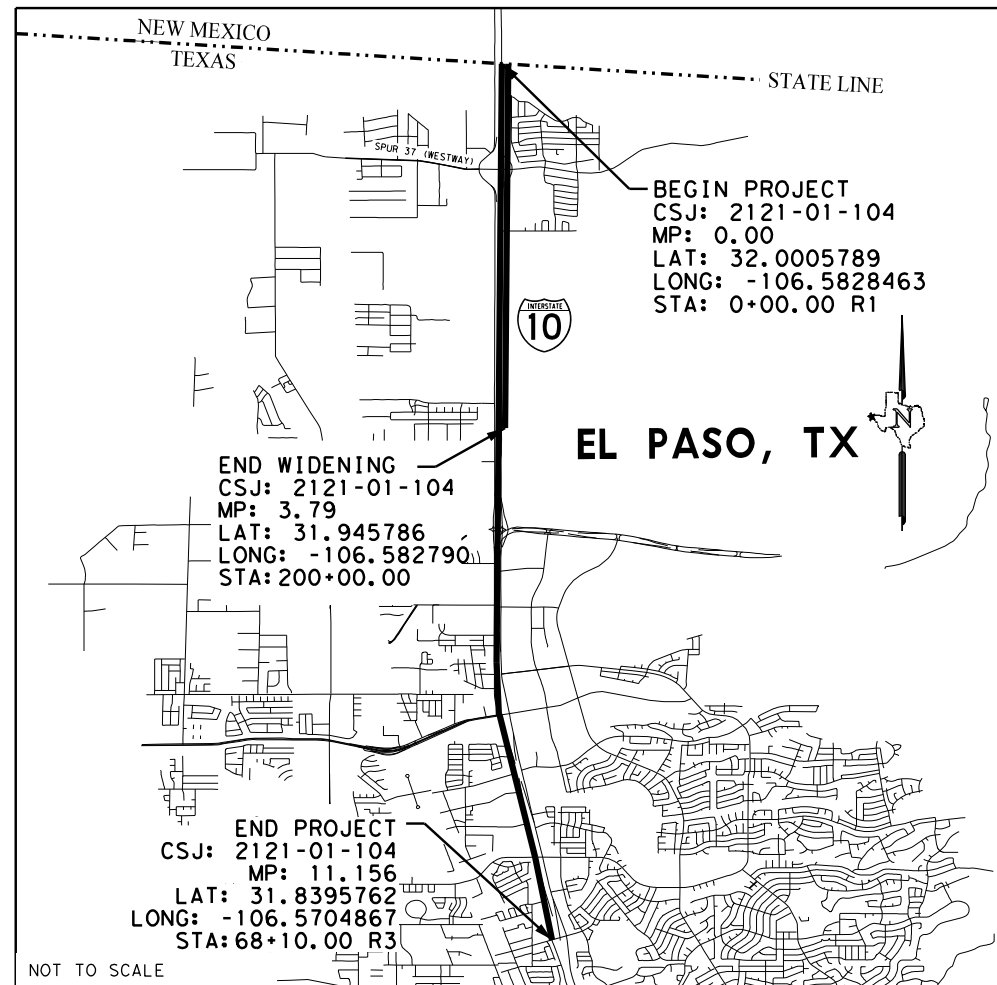 NEW MEXICO
TEXAS
STATE LINE
SPUR 37 (WESTWAY)
BEGIN PROJECT
CSJ: 2121-01-104
MP: 0.00
LAT: 32.0005789
LONG: -106.5828463
STA: 0+00.00 R1
INTERSTATE
10
EL PASO, TX
N
END WIDENING
CSJ: 2121-01-104
MP: 3.79
LAT: 31.945786
LONG: -106.582790
STA: 200+00.00
END PROJECT
CSJ: 2121-01-104
MP: 11.156
LAT: 31.8395762
LONG: -106.5704867
STA: 68+10.00 R3
NOT TO SCALE